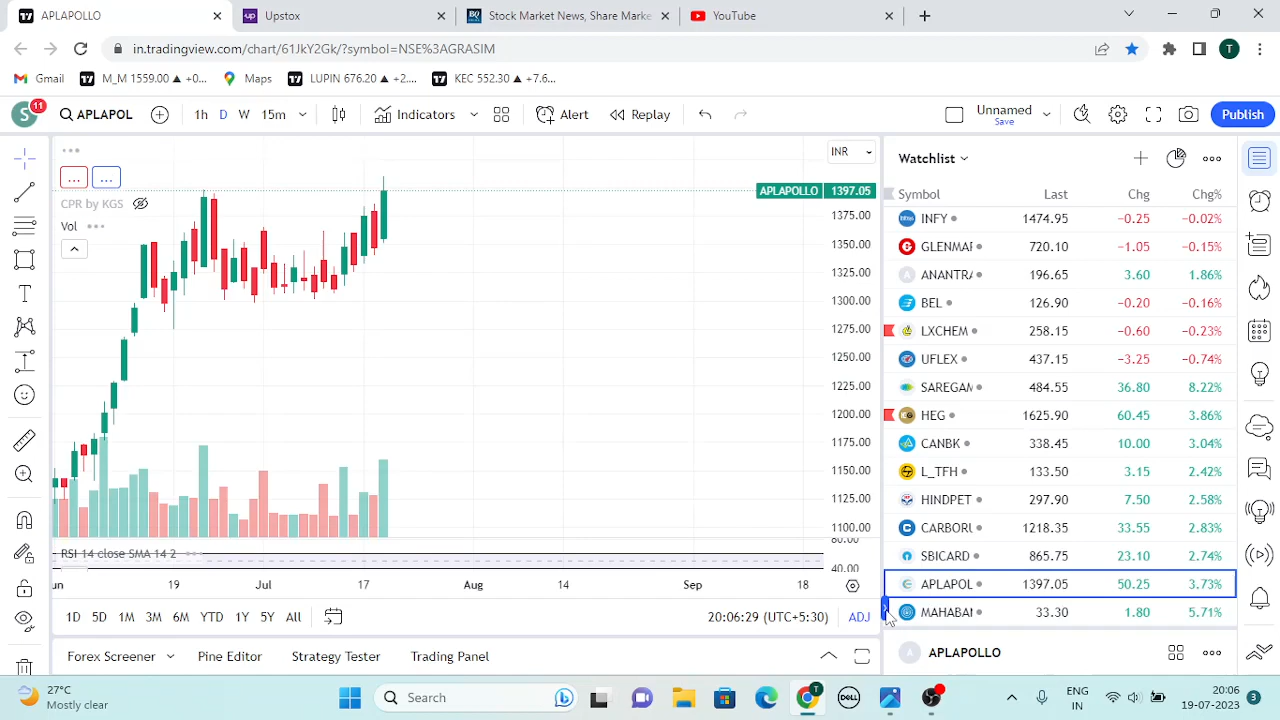 APLAPOLLO
Upstox
Stock Market News, Share Marke
YouTube
in.tradingview.com/chart/61JkY2Gk/?symbol=NSE%3AGRASIM
T
Gmail
M_M 1559.00 ▲ +0...
Maps
LUPIN 676.20 ▲ +2....
KEC 552.30 ▲ +7.6...
S 11
APLAPOL
1h D W 15m
Indicators
Alert
Replay
Unnamed
Save
Publish
INR
Watchlist
... ...
CPR by KGS
Vol
APLAPOLLO 1397.05
1375.00
1350.00
1325.00
1300.00
1275.00
1250.00
1225.00
1200.00
1175.00
1150.00
1125.00
1100.00
80.00
RSI 14 close SMA 14 2
40.00
un 19 Jul 17 Aug 14 Sep 18
1D 5D 1M 3M 6M YTD 1Y 5Y All
20:06:29 (UTC+5:30) ADJ
Symbol Last Chg Chg%
INFY 1474.95 −0.25 −0.02%
GLENMAR 720.10 −1.05 −0.15%
ANANTRA 196.65 3.60 1.86%
BEL 126.90 −0.20 −0.16%
LXCHEM 258.15 −0.60 −0.23%
UFLEX 437.15 −3.25 −0.74%
SAREGAM 484.55 36.80 8.22%
HEG 1625.90 60.45 3.86%
CANBK 338.45 10.00 3.04%
L_TFH 133.50 3.15 2.42%
HINDPET 297.90 7.50 2.58%
CARBORU 1218.35 33.55 2.83%
SBICARD 865.75 23.10 2.74%
APLAPOL 1397.05 50.25 3.73%
MAHABAN 33.30 1.80 5.71%
A APLAPOLLO
Forex Screener Pine Editor Strategy Tester Trading Panel
27°C
Mostly clear
Search
T
DELL
ENG
IN
20:06
19-07-2023
3